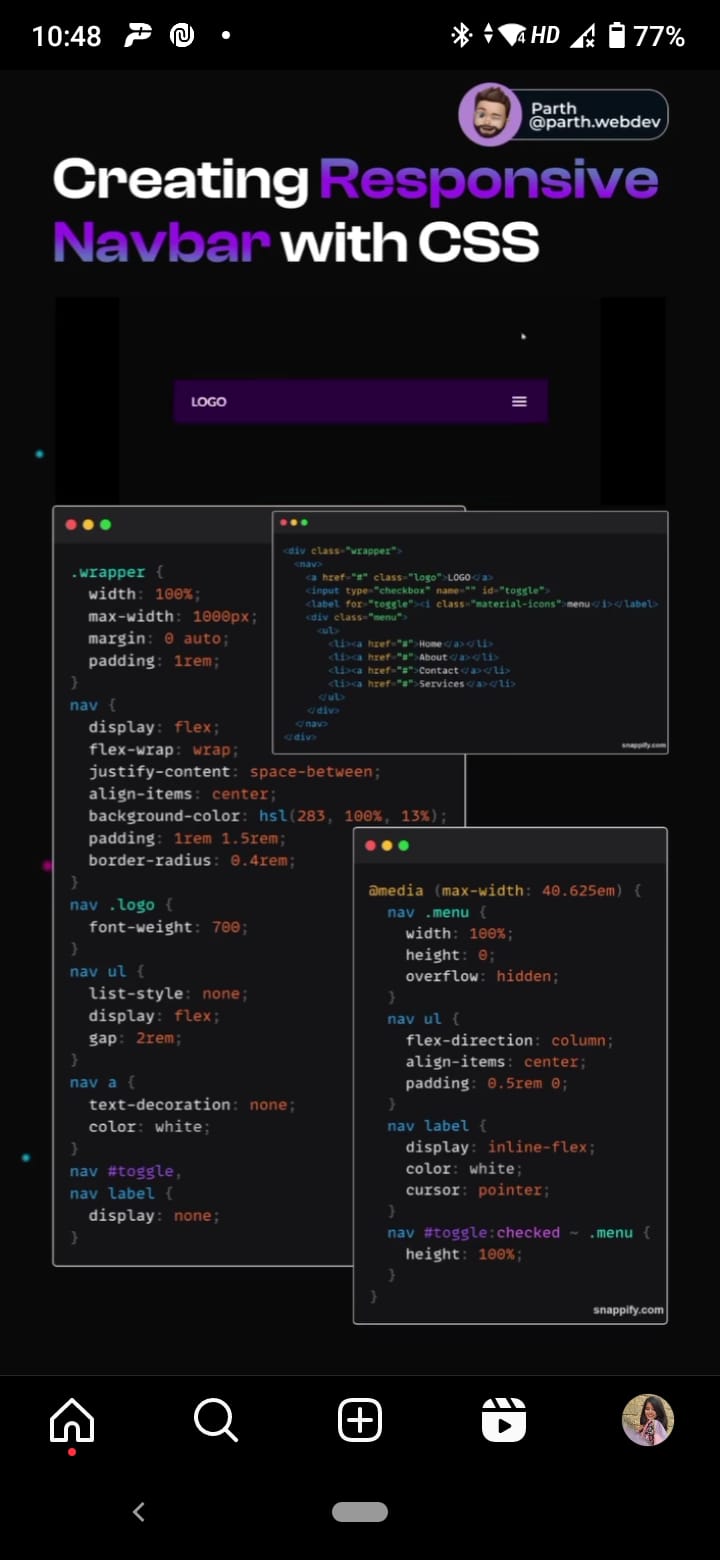 10:48
4 HD 77%
Parth
@parth.webdev
Creating Responsive
Navbar with CSS
LOGO
.wrapper {
width: 100%;
max-width: 1000px;
margin: 0 auto;
padding: 1rem;
}
nav {
display: flex;
flex-wrap: wrap;
justify-content: space-between;
align-items: center;
background-color: hsl(283, 100%, 13%);
padding: 1rem 1.5rem;
border-radius: 0.4rem;
}
nav .logo {
font-weight: 700;
}
nav ul {
list-style: none;
display: flex;
gap: 2rem;
}
nav a {
text-decoration: none;
color: white;
}
nav #toggle,
nav label {
display: none;
}
<div class="wrapper">
<nav>
<a href="#" class="logo">LOGO</a>
<input type="checkbox" name="" id="toggle">
<label for="toggle"><i class="material-icons">menu</i></label>
<div class="menu">
<ul>
<li><a href="#">Home</a></li>
<li><a href="#">About</a></li>
<li><a href="#">Contact</a></li>
<li><a href="#">Services</a></li>
</ul>
</div>
</nav>
</div>
snappify.com
@media (max-width: 40.625em) {
nav .menu {
width: 100%;
height: 0;
overflow: hidden;
}
nav ul {
flex-direction: column;
align-items: center;
padding: 0.5rem 0;
}
nav label {
display: inline-flex;
color: white;
cursor: pointer;
}
nav #toggle:checked ~ .menu {
height: 100%;
}
}
snappify.com